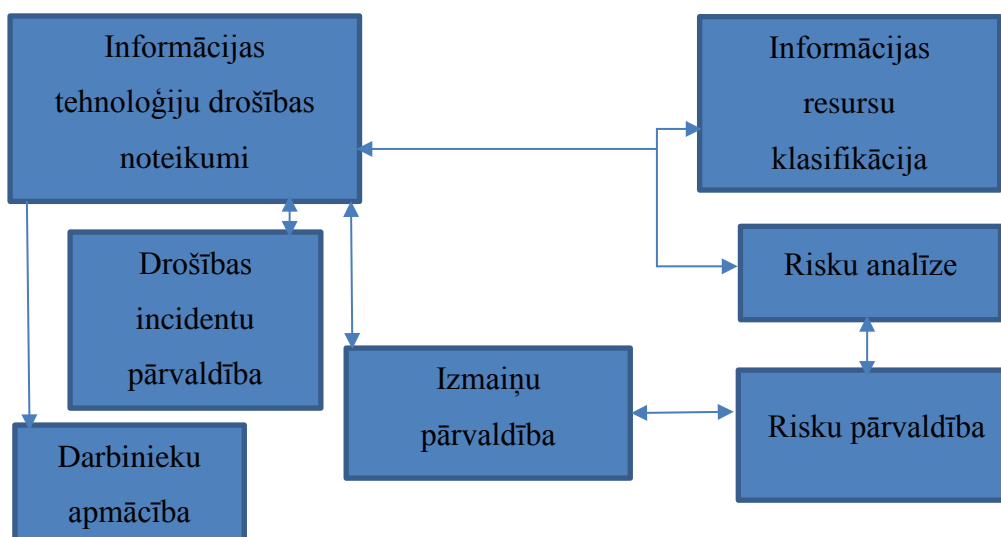 Informācijas
tehnoloģiju drošības
noteikumi
Informācijas
resursu
klasifikācija
Drošības
incidentu
pārvaldība
Risku analīze
Izmaiņu
pārvaldība
Risku pārvaldība
Darbinieku
apmācība